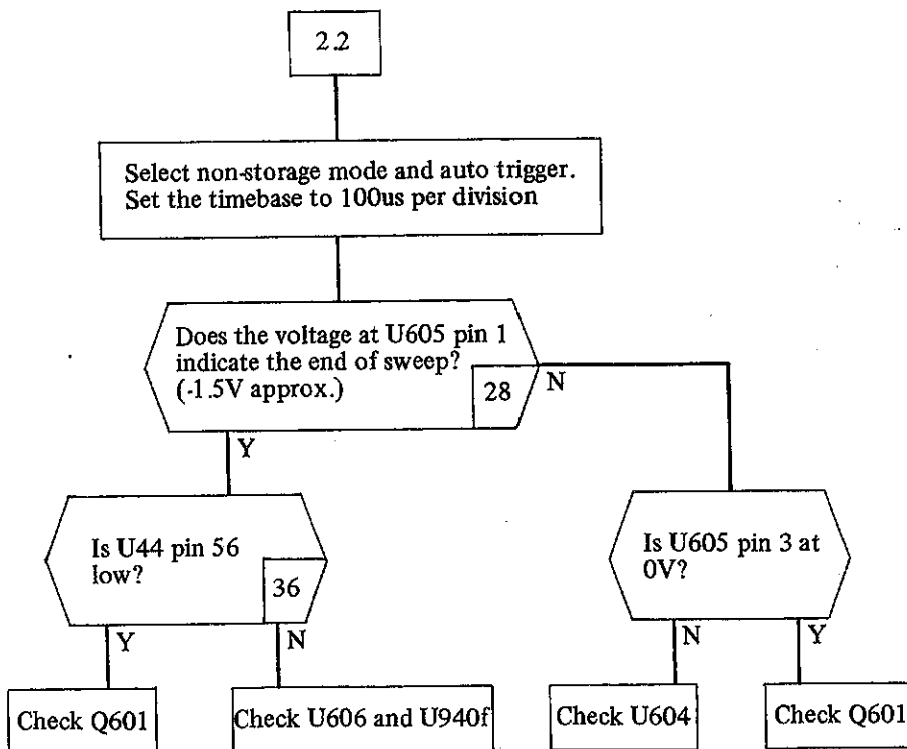 2.2
Select non-storage mode and auto trigger.
Set the timebase to 100us per division
Does the voltage at U605 pin 1
indicate the end of sweep?
(-1.5V approx.)
28
N
Y
Is U44 pin 56
low?
36
Is U605 pin 3 at
0V?
Y
N
N
Y
Check Q601
Check U606 and U940f
Check U604
Check Q601